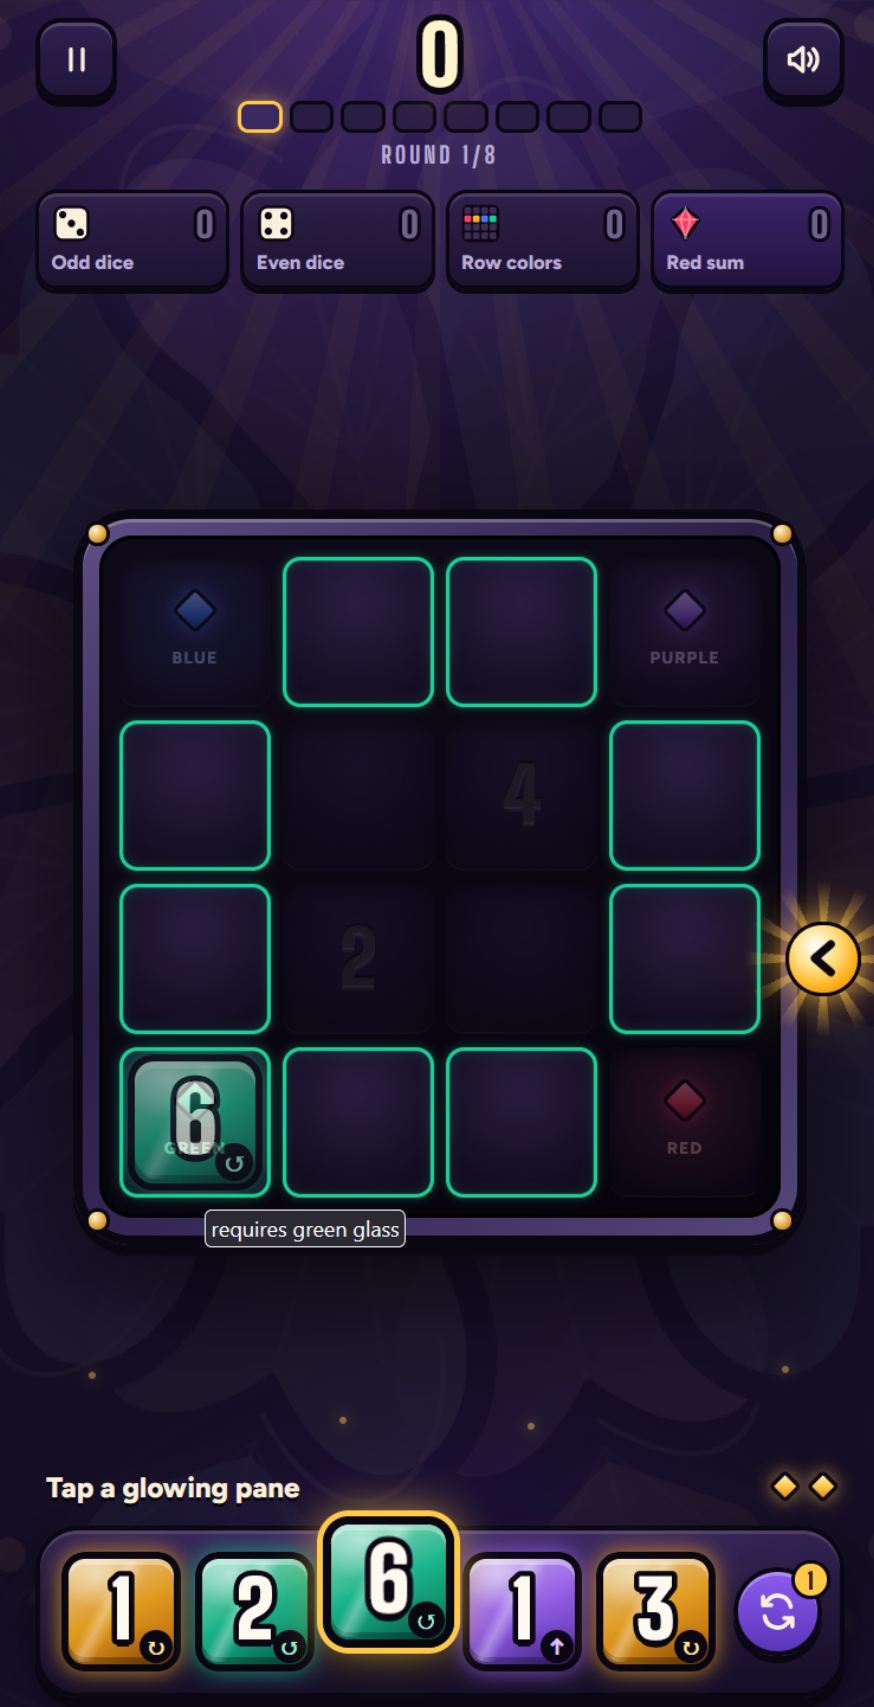 0
ROUND 1/8
0 0 0 0
Odd dice Even dice Row colors Red sum
BLUE PURPLE
4
2
6
GREEN RED
requires green glass
Tap a glowing pane
1 2 6 1 3 1